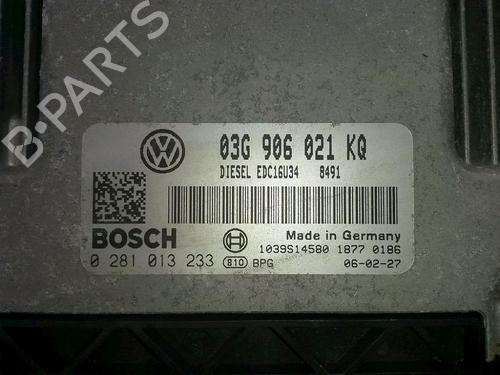 03G 906 021 KQ
DIESEL EDC16U34 8491
BOSCH
Made in Germany
1039S14580 1877 0186
0 281 013 233 810 BPG 06-02-27
B-PARTS